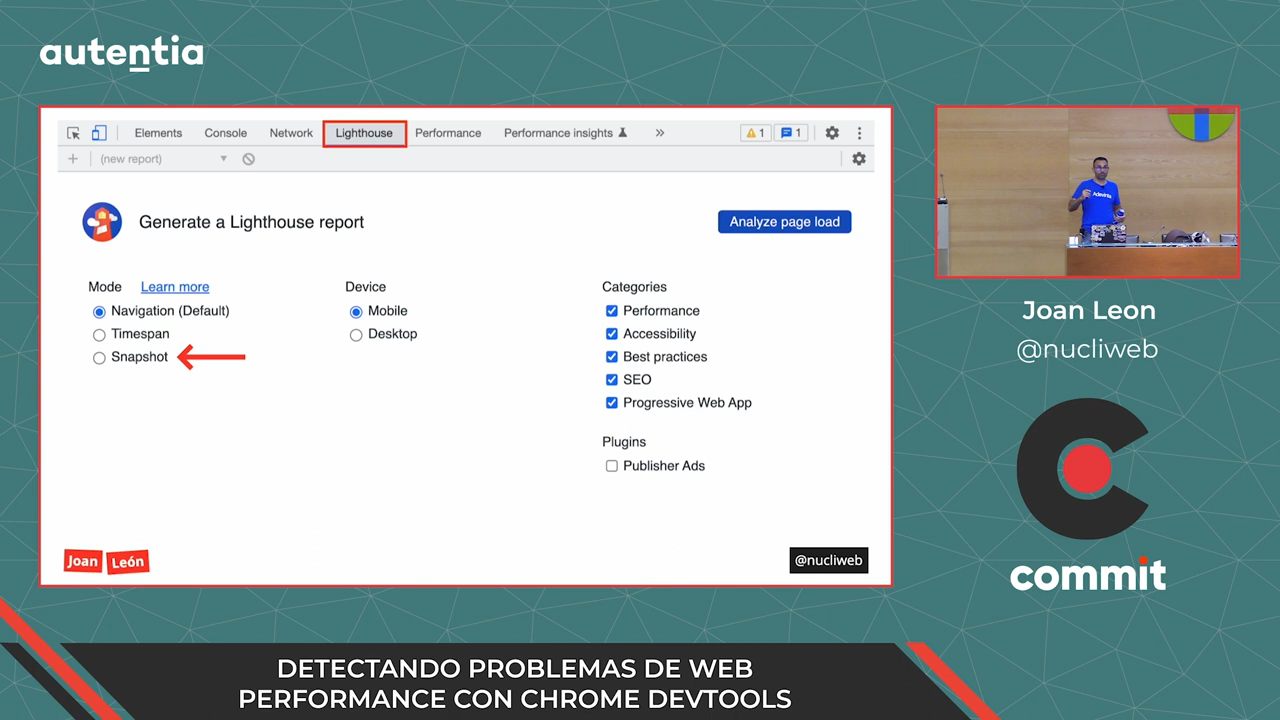 autentia
Elements Console Network Lighthouse Performance Performance insights 1 1
(new report)
Generate a Lighthouse report
Analyze page load
Mode Learn more
Navigation (Default)
Timespan
Snapshot
Device
Mobile
Desktop
Categories
Performance
Accessibility
Best practices
SEO
Progressive Web App
Plugins
Publisher Ads
Joan León
@nucliweb
Adevinta
Joan Leon
@nucliweb
commit
DETECTANDO PROBLEMAS DE WEB
PERFORMANCE CON CHROME DEVTOOLS